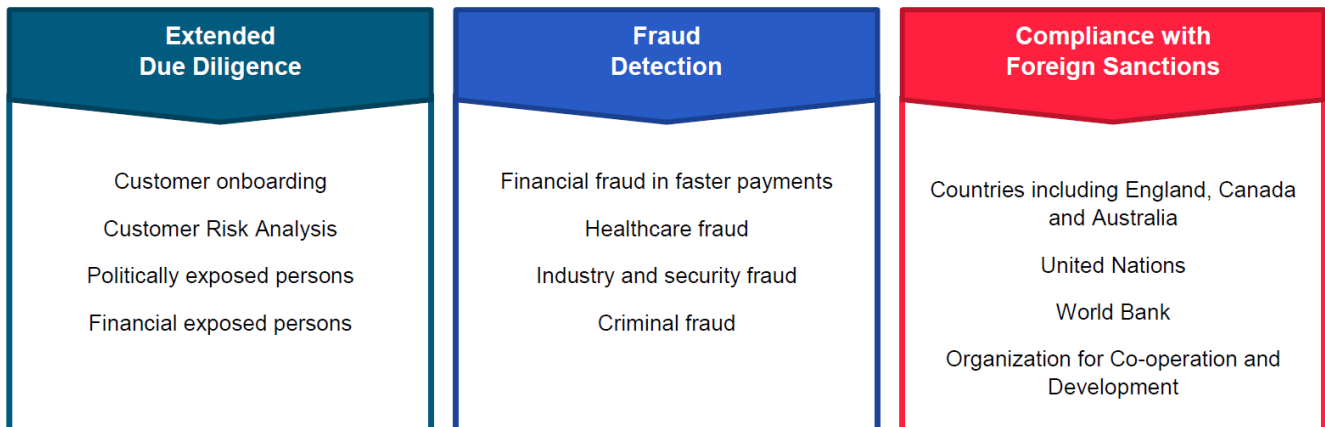 Extended
Due Diligence
Customer onboarding
Customer Risk Analysis
Politically exposed persons
Financial exposed persons
Fraud
Detection
Financial fraud in faster payments
Healthcare fraud
Industry and security fraud
Criminal fraud
Compliance with
Foreign Sanctions
Countries including England, Canada
and Australia
United Nations
World Bank
Organization for Co-operation and
Development